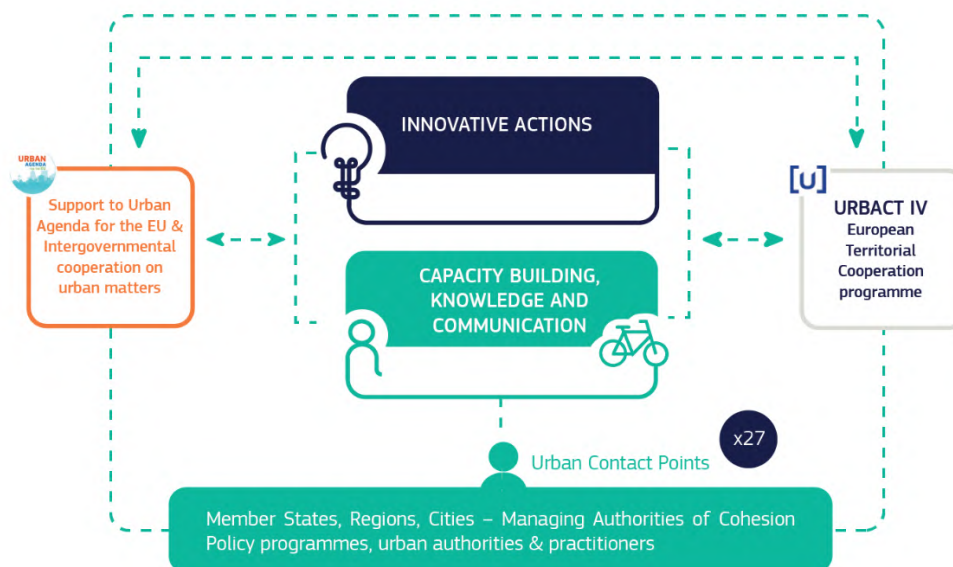 INNOVATIVE ACTIONS
URBAN
AGENDA
Support to Urban
Agenda for the EU &
Intergovernmental
cooperation on
urban matters
[U]
URBACT IV
European
Territorial
Cooperation
programme
CAPACITY BUILDING,
KNOWLEDGE AND
COMMUNICATION
x27
Urban Contact Points
Member States, Regions, Cities – Managing Authorities of Cohesion
Policy programmes, urban authorities & practitioners